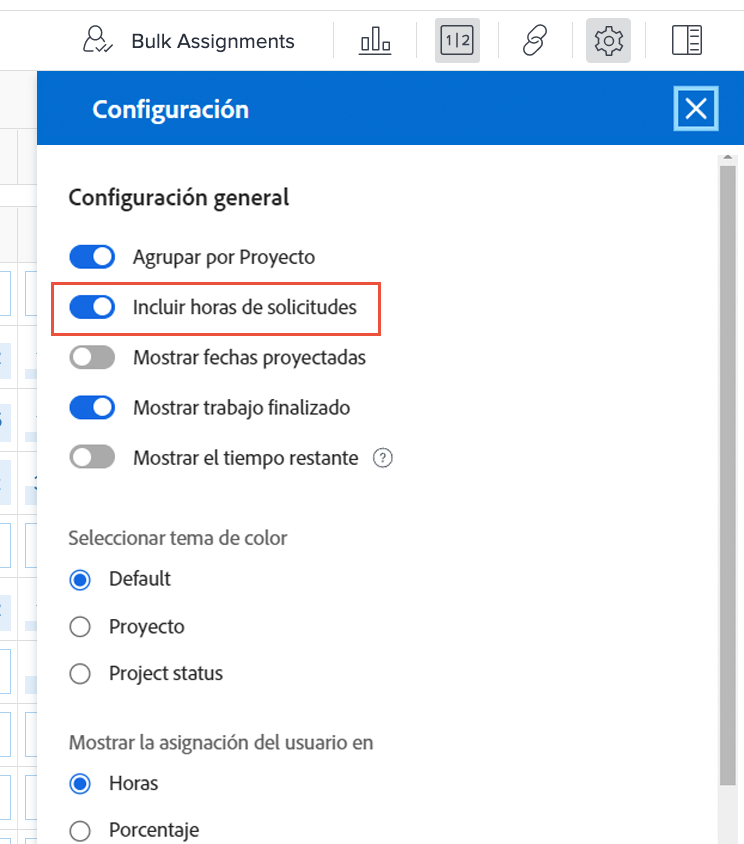 Bulk Assignments
1|2
Configuración
Configuración general
Agrupar por Proyecto
Incluir horas de solicitudes
Mostrar fechas proyectadas
Mostrar trabajo finalizado
Mostrar el tiempo restante ?
Seleccionar tema de color
Default
Proyecto
Project status
Mostrar la asignación del usuario en
Horas
Porcentaje